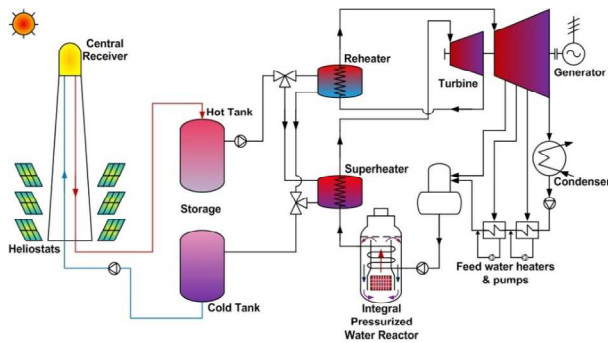 Central
Receiver
Hot Tank
Storage
Cold Tank
Heliostats
Reheater
Superheater
Turbine
Generator
Condenser
Feed water heaters
& pumps
Integral
Pressurized
Water Reactor